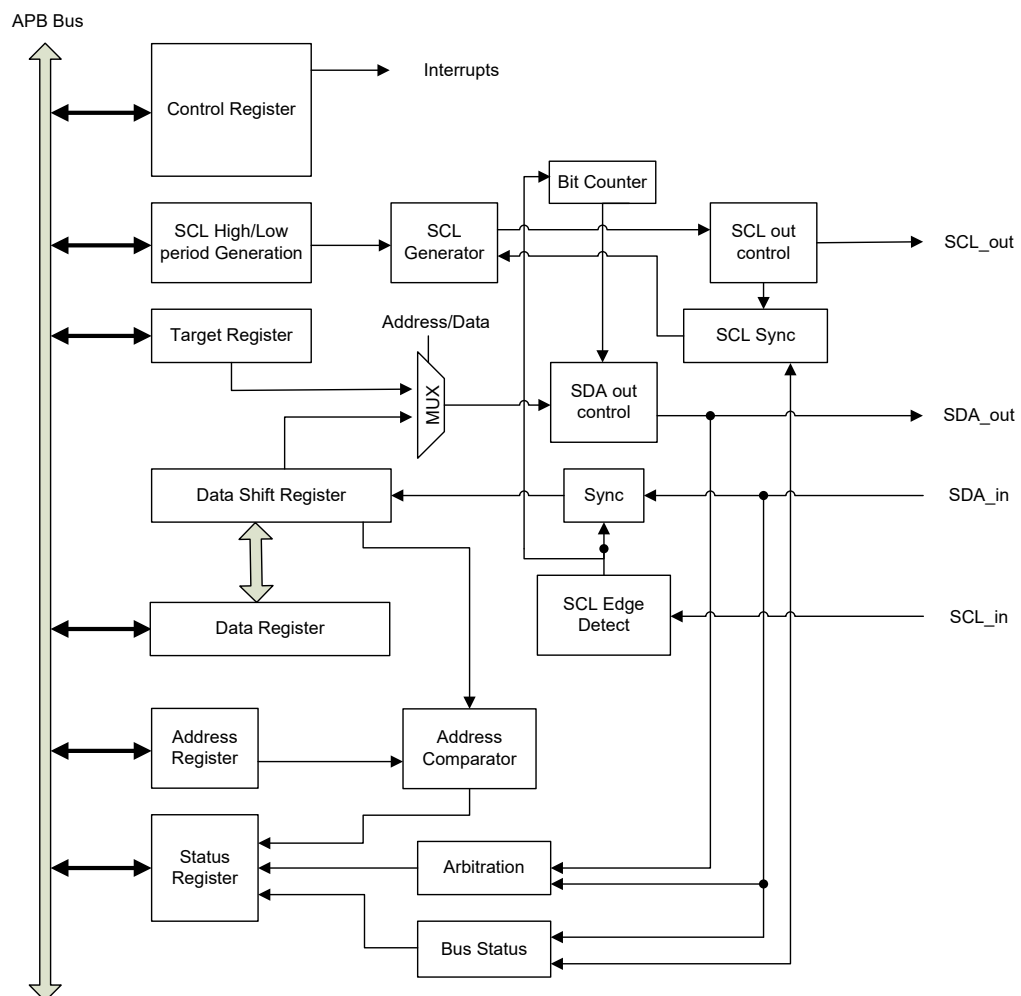 APB Bus
Control Register
Interrupts
Bit Counter
SCL High/Low
period Generation
SCL
Generator
SCL out
control
SCL_out
Target Register
Address/Data
SCL Sync
MUX
SDA out
control
SDA_out
Data Shift Register
Sync
SDA_in
SCL Edge
Detect
SCL_in
Data Register
Address
Register
Address
Comparator
Status
Register
Arbitration
Bus Status